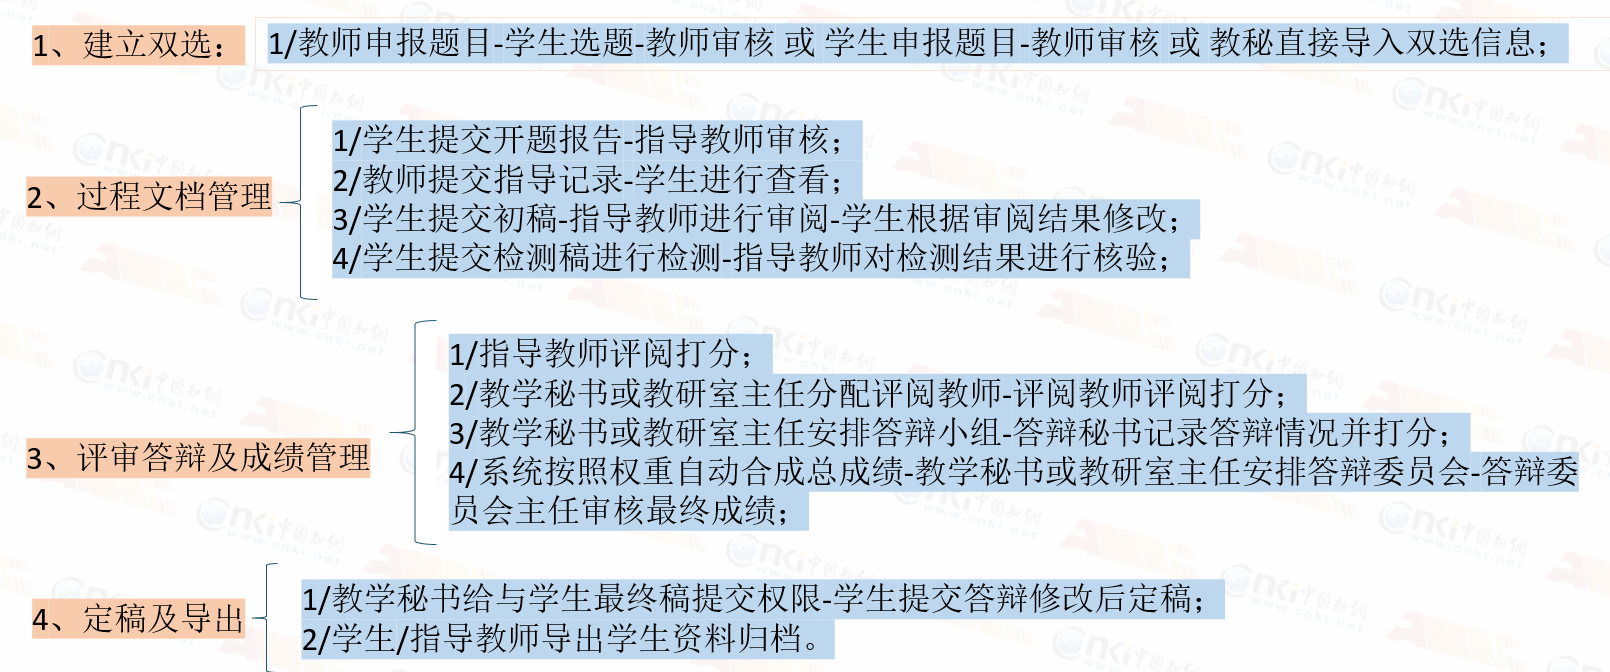 1、建立双选：
1/教师申报题目-学生选题-教师审核 或 学生申报题目-教师审核 或 教秘直接导入双选信息；
2、过程文档管理
1/学生提交开题报告-指导教师审核；
2/教师提交指导记录-学生进行查看；
3/学生提交初稿-指导教师进行审阅-学生根据审阅结果修改；
4/学生提交检测稿进行检测-指导教师对检测结果进行核验；
3、评审答辩及成绩管理
1/指导教师评阅打分；
2/教学秘书或教研室主任分配评阅教师-评阅教师评阅打分；
3/教学秘书或教研室主任安排答辩小组-答辩秘书记录答辩情况并打分；
4/系统按照权重自动合成总成绩-教学秘书或教研室主任安排答辩委员会-答辩委
员会主任审核最终成绩；
4、定稿及导出
1/教学秘书给与学生最终稿提交权限-学生提交答辩修改后定稿；
2/学生/指导教师导出学生资料归档。